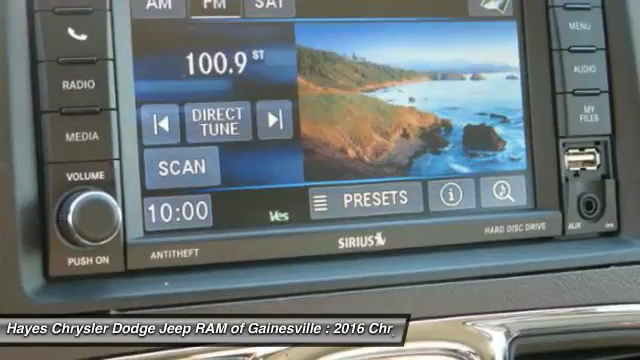 AM FM SAT
MENU
100.9 ST
RADIO
AUDIO
DIRECT TUNE
MEDIA
MY FILES
SCAN
VOLUME
PRESETS
10:00
Ves
AUX
PUSH ON
ANTITHEFT
SIRIUS
HARD DISC DRIVE
Hayes Chrysler Dodge Jeep RAM of Gainesville : 2016 Chr